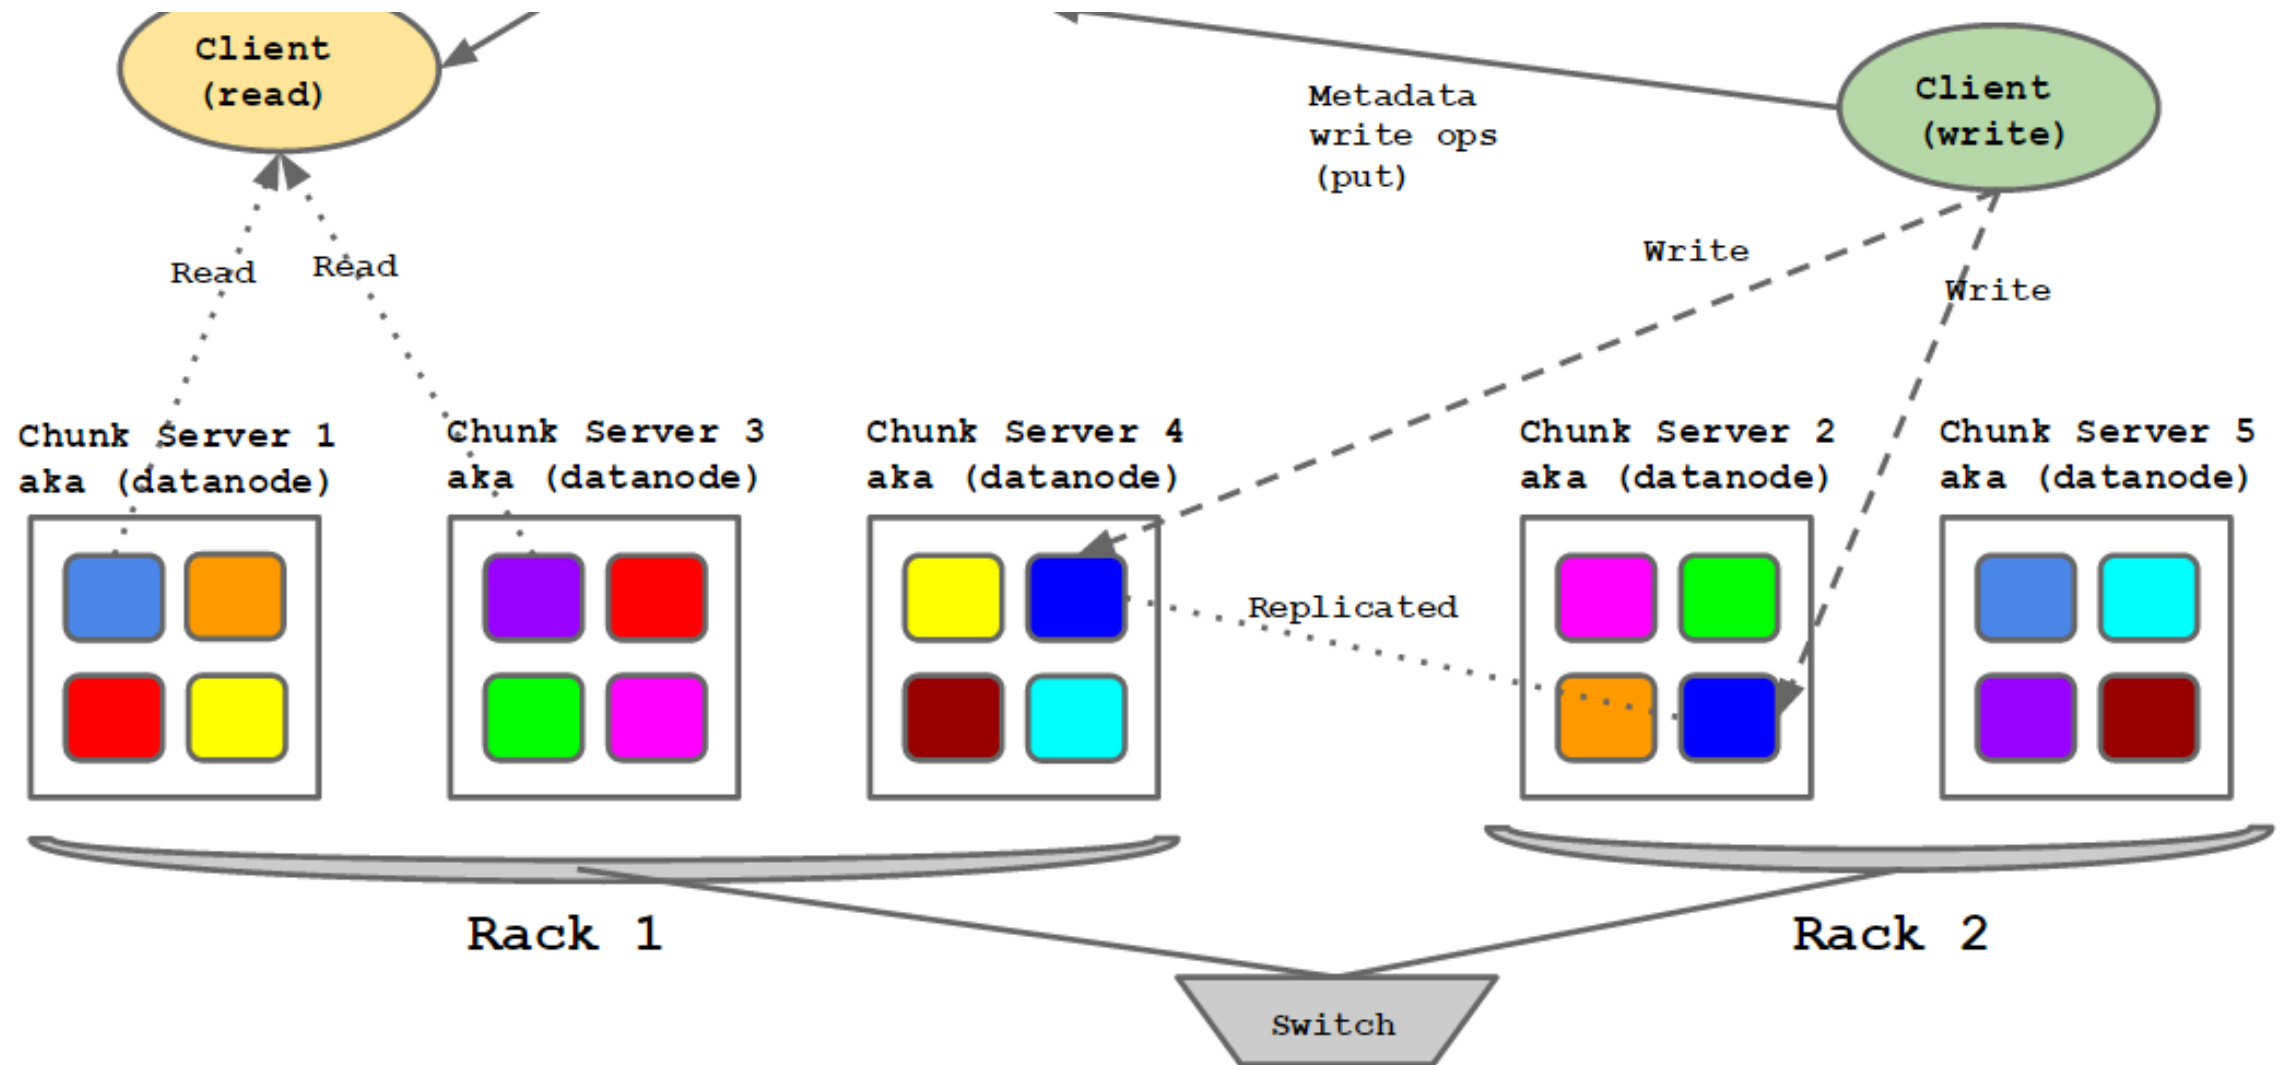 Client
(read)
Client
(write)
Metadata
write ops
(put)
Read
Read
Write
Write
Chunk Server 1
aka (datanode)
Chunk Server 3
aka (datanode)
Chunk Server 4
aka (datanode)
Chunk Server 2
aka (datanode)
Chunk Server 5
aka (datanode)
Replicated
Rack 1
Rack 2
Switch